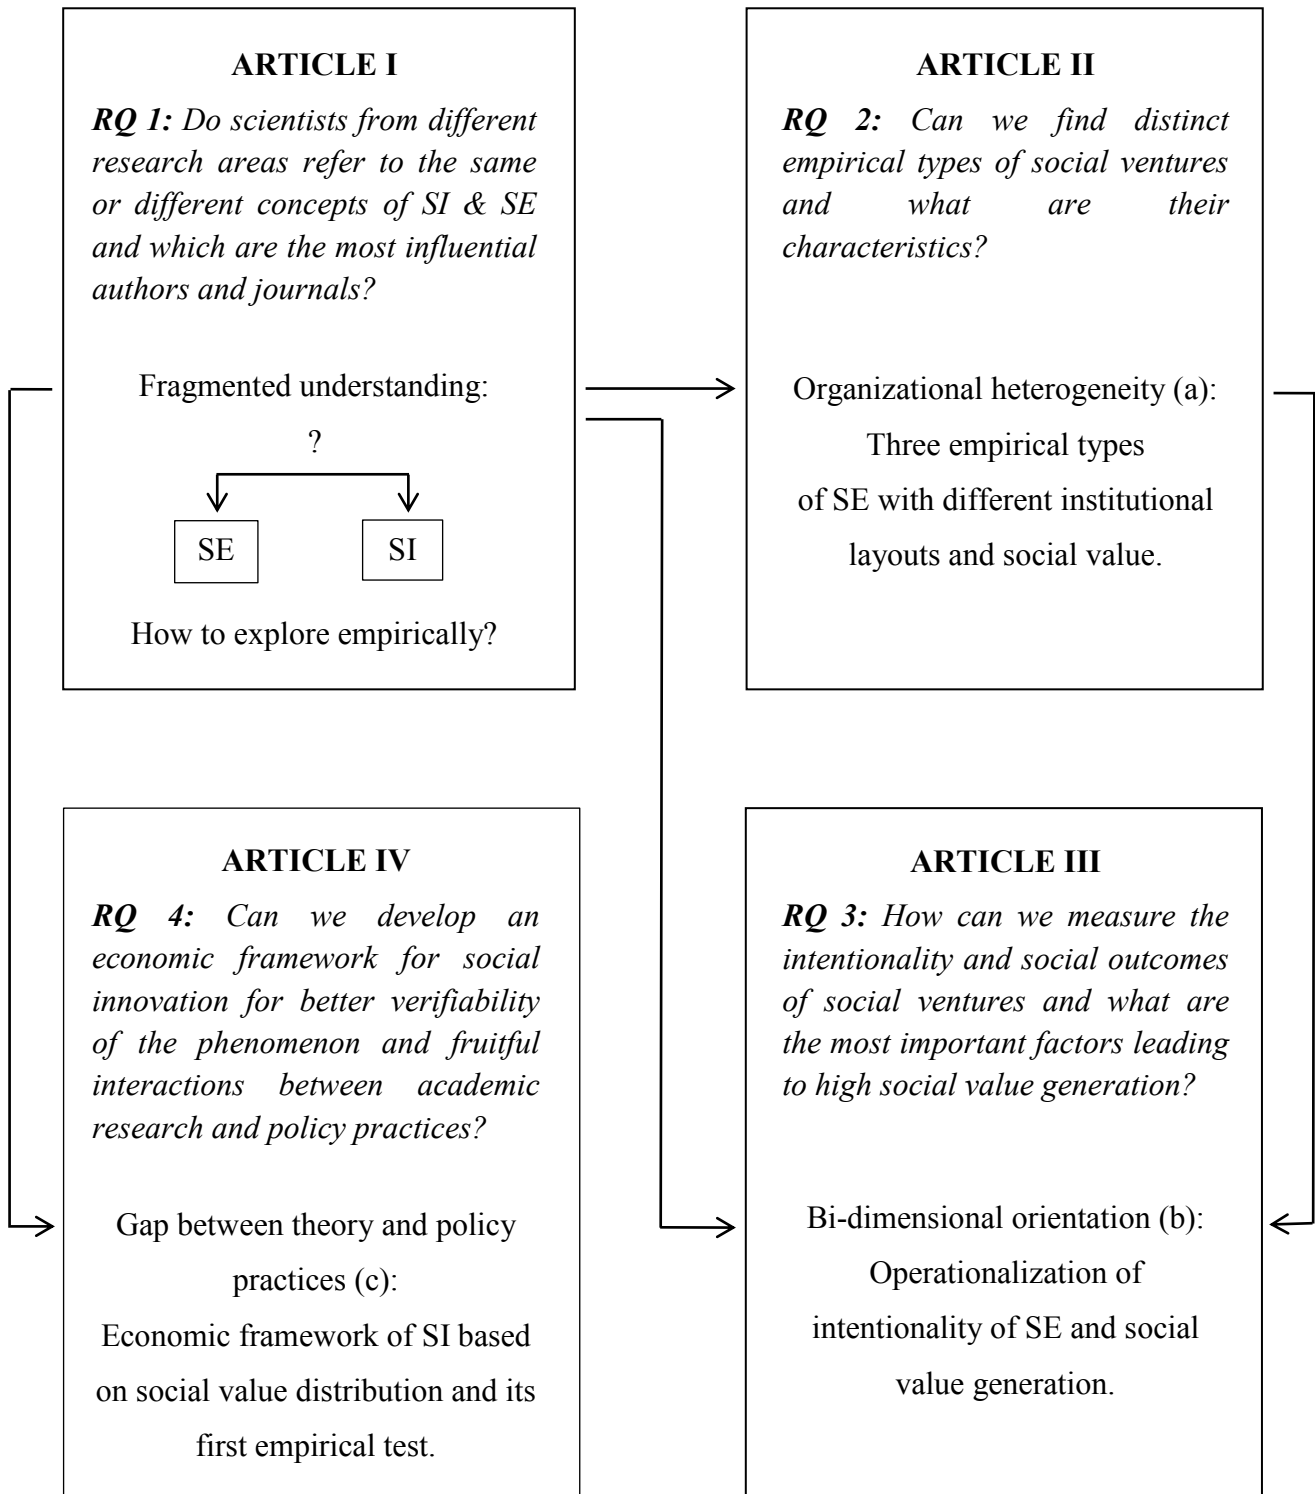 ARTICLE I
RQ 1: Do scientists from different
research areas refer to the same
or different concepts of SI & SE
and which are the most influential
authors and journals?
Fragmented understanding:
?
SE
SI
How to explore empirically?
ARTICLE II
RQ 2: Can we find distinct
empirical types of social ventures
and what are their
characteristics?
Organizational heterogeneity (a):
Three empirical types
of SE with different institutional
layouts and social value.
ARTICLE IV
RQ 4: Can we develop an
economic framework for social
innovation for better verifiability
of the phenomenon and fruitful
interactions between academic
research and policy practices?
Gap between theory and policy
practices (c):
Economic framework of SI based
on social value distribution and its
first empirical test.
ARTICLE III
RQ 3: How can we measure the
intentionality and social outcomes
of social ventures and what are
the most important factors leading
to high social value generation?
Bi-dimensional orientation (b):
Operationalization of
intentionality of SE and social
value generation.